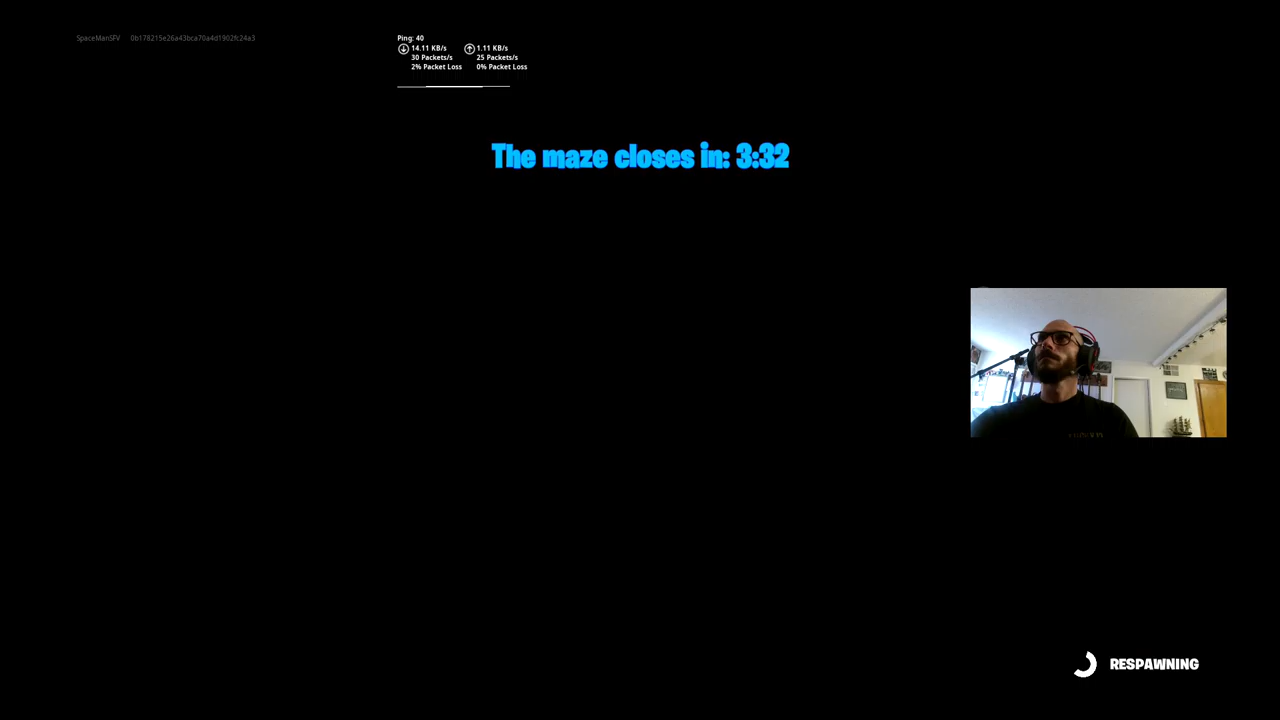 SpaceManSFV 0b178215e26a43bca70a4d1902fc24a3
Ping: 40
14.11 KB/s 1.11 KB/s
30 Packets/s 25 Packets/s
2% Packet Loss 0% Packet Loss
The maze closes in: 3:32
RESPAWNING